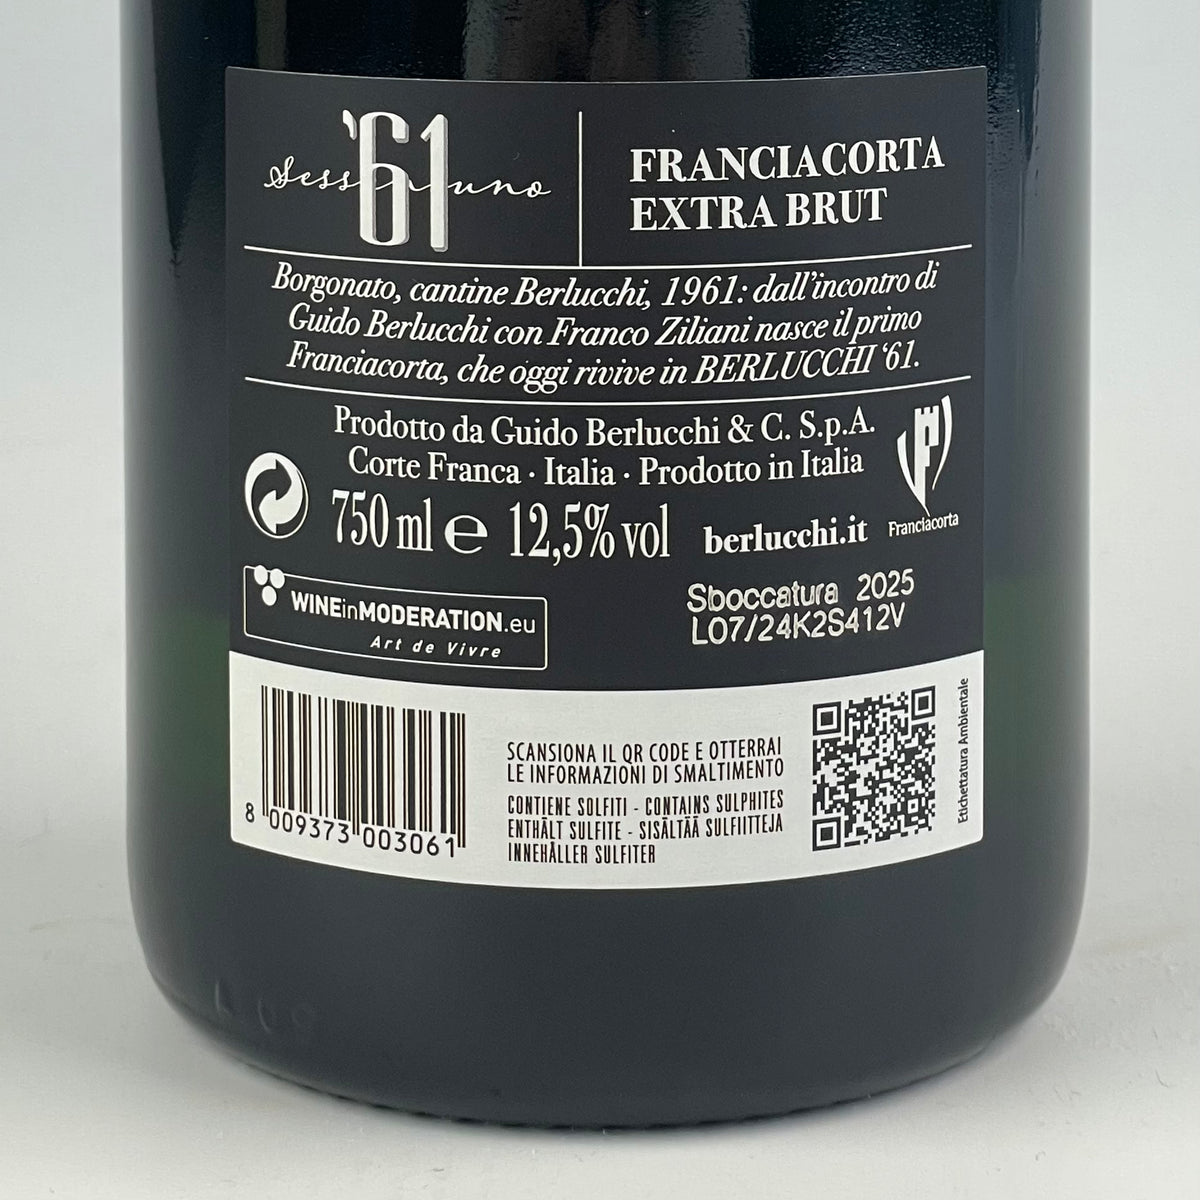 '61
Sessantuno
FRANCIACORTA
EXTRA BRUT
Borgonato, cantine Berlucchi, 1961: dall'incontro di
Guido Berlucchi con Franco Ziliani nasce il primo
Franciacorta, che oggi rivive in BERLUCCHI '61.
Prodotto da Guido Berlucchi & C. S.p.A.
Corte Franca · Italia · Prodotto in Italia
750 ml e 12,5% vol
berlucchi.it
Franciacorta
WINEinMODERATION.eu
Art de Vivre
Sboccatura 2025
L07/24K2S412V
8 009373 003061
SCANSIONA IL QR CODE E OTTERRAI
LE INFORMAZIONI DI SMALTIMENTO
CONTIENE SOLFITI - CONTAINS SULPHITES
ENTHÄLT SULFITE - SISÄLTÄÄ SULFIITTEJA
INNEHÅLLER SULFITER
Etichettatura Ambientale